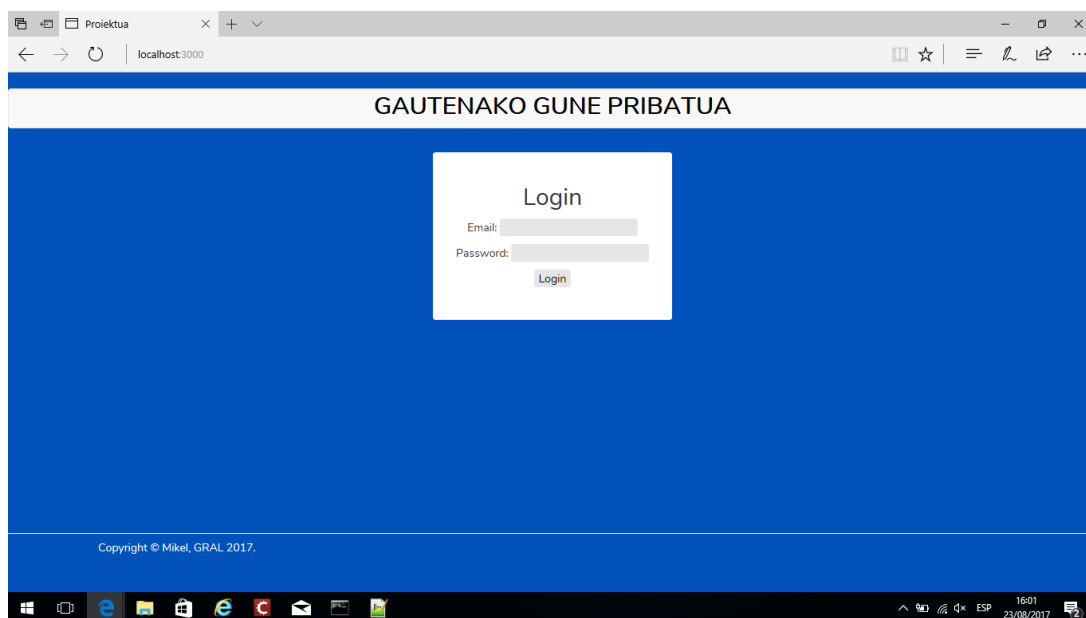 Proiektua
localhost:3000
GAUTENAKO GUNE PRIBATUA
Login
Email:
Password:
Login
Copyright © Mikel, GRAL 2017.
ESP
16:01
23/08/2017
2